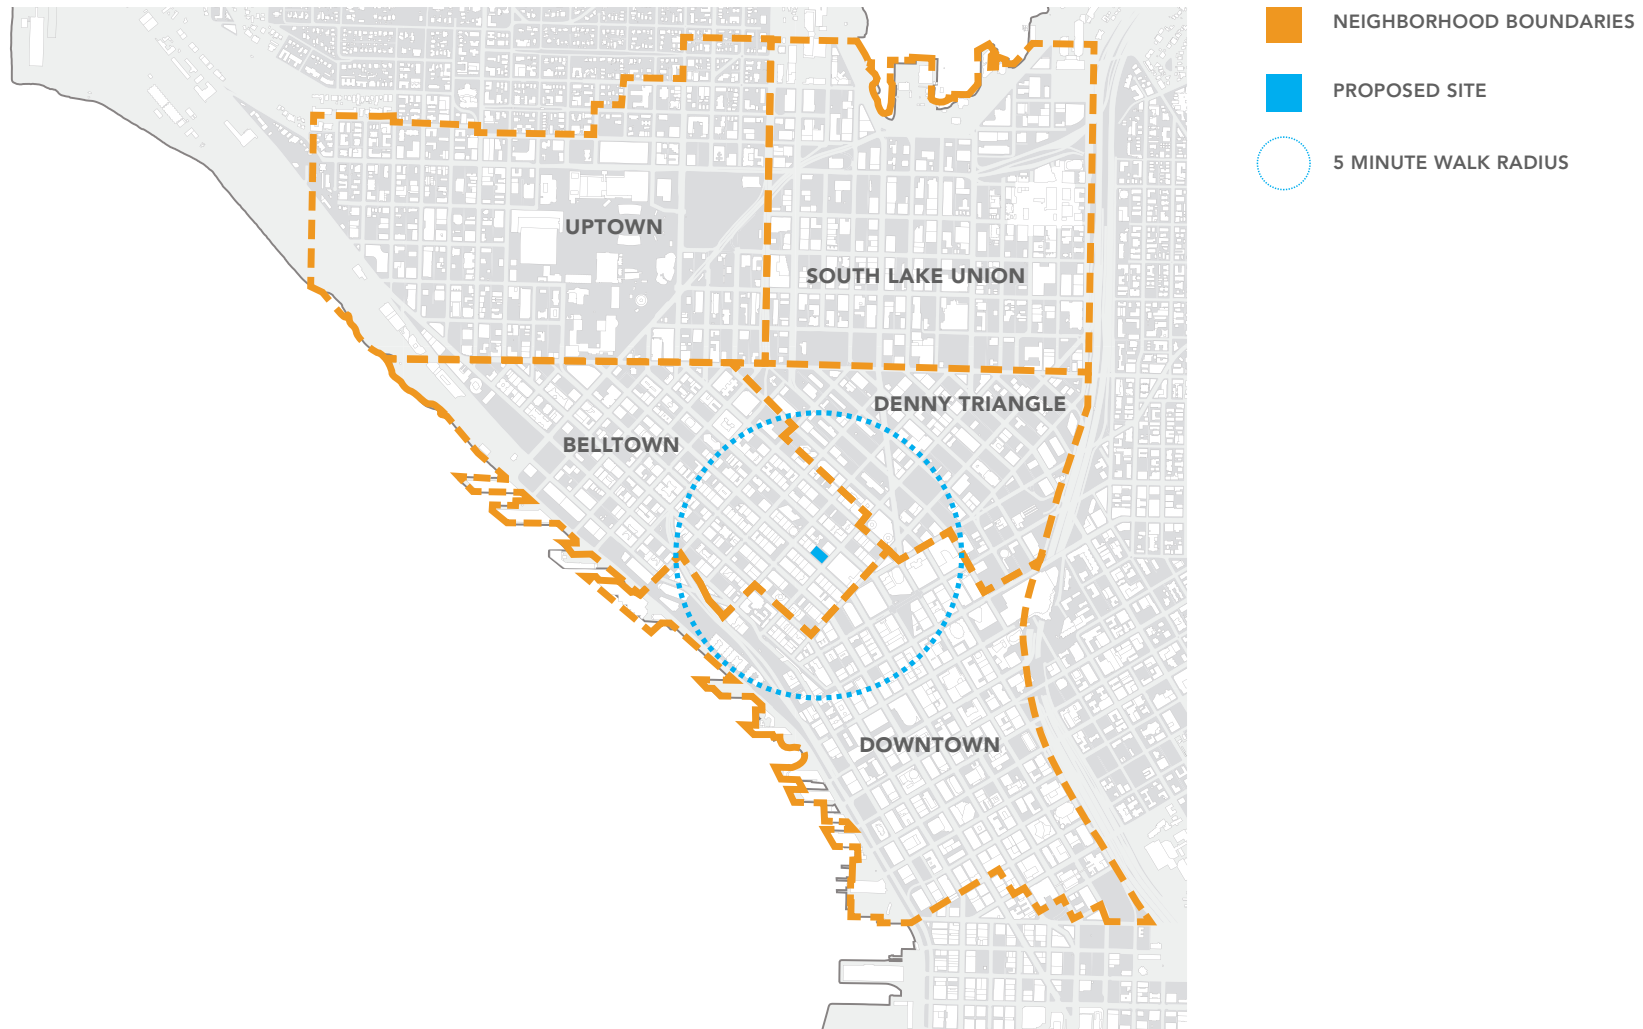 NEIGHBORHOOD BOUNDARIES
PROPOSED SITE
5 MINUTE WALK RADIUS
UPTOWN
SOUTH LAKE UNION
DENNY TRIANGLE
BELLTOWN
DOWNTOWN